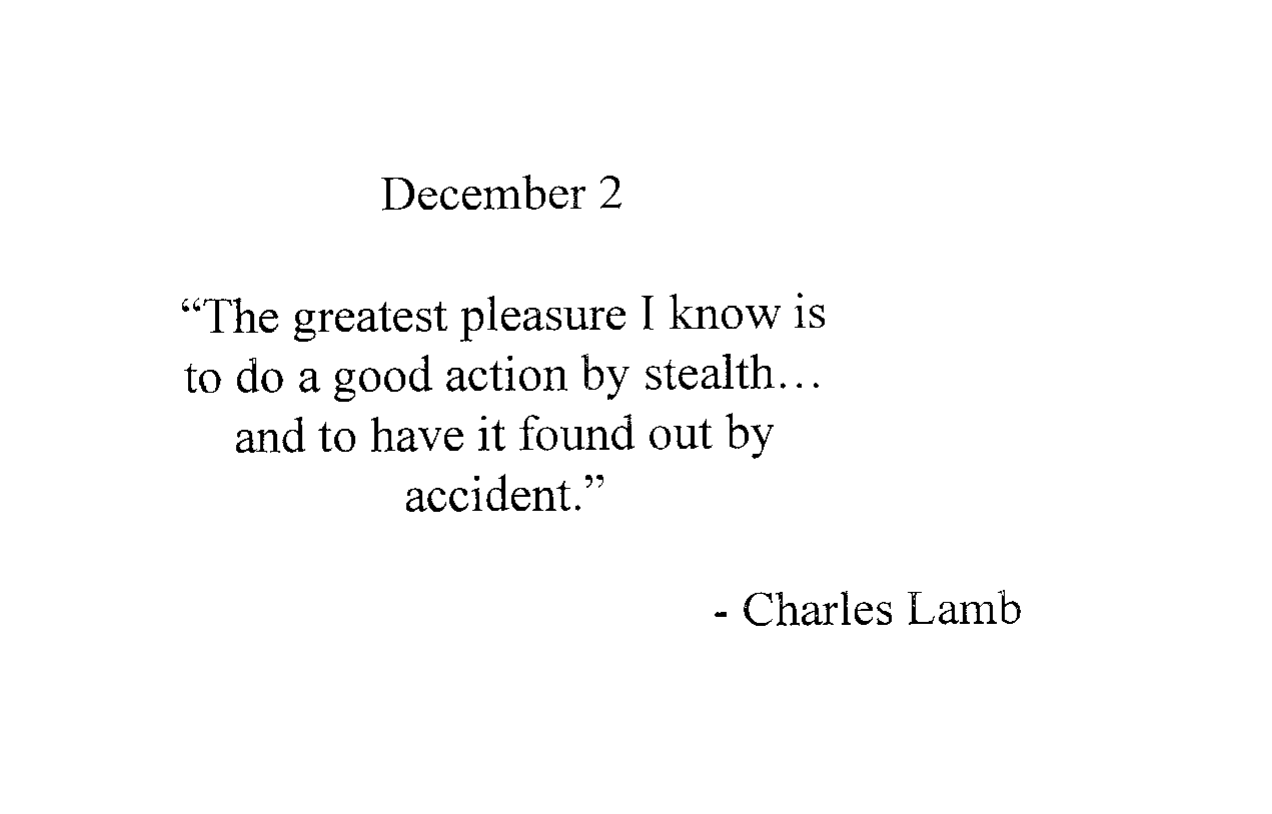 December 2
“The greatest pleasure I know is
to do a good action by stealth…
and to have it found out by
accident.”
- Charles Lamb